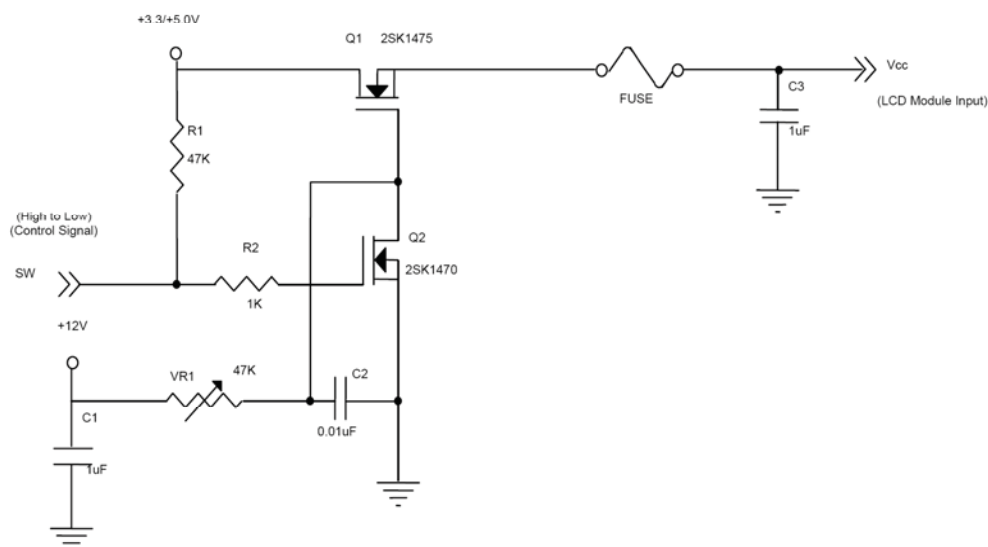 +3.3/+5.0V
Q1 2SK1475
Vcc
(LCD Module Input)
C3
1uF
FUSE
R1
47K
(High to Low)
(Control Signal)
SW
R2
1K
Q2
2SK1470
+12V
VR1
47K
C2
0.01uF
C1
1uF